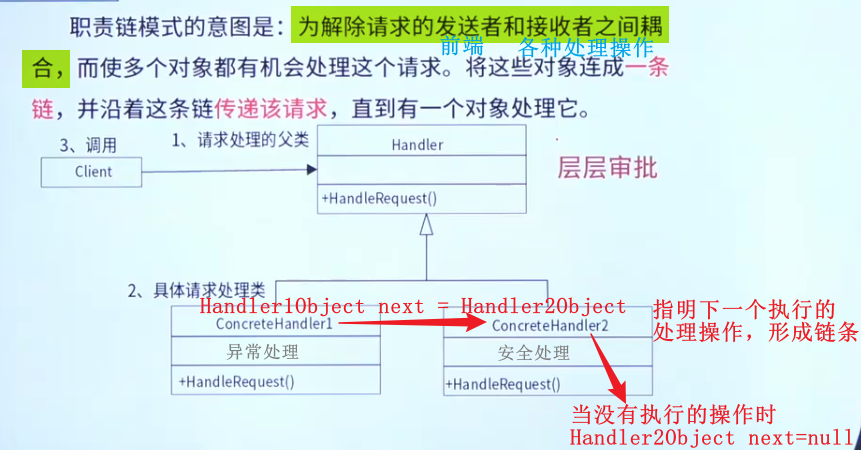 职责链模式的意图是：为解除请求的发送者和接收者之间耦
前端 各种处理操作
合，而使多个对象都有机会处理这个请求。将这些对象连成一条
链，并沿着这条链传递该请求，直到有一个对象处理它。
3、调用
1、请求处理的父类
Handler
Client
层层审批
+HandleRequest()
2、具体请求处理类
Handler1Object next = Handler2Object
指明下一个执行的
处理操作，形成链条
ConcreteHandler1
ConcreteHandler2
异常处理
安全处理
+HandleRequest()
+HandleRequest()
当没有执行的操作时
Handler2Object next=null